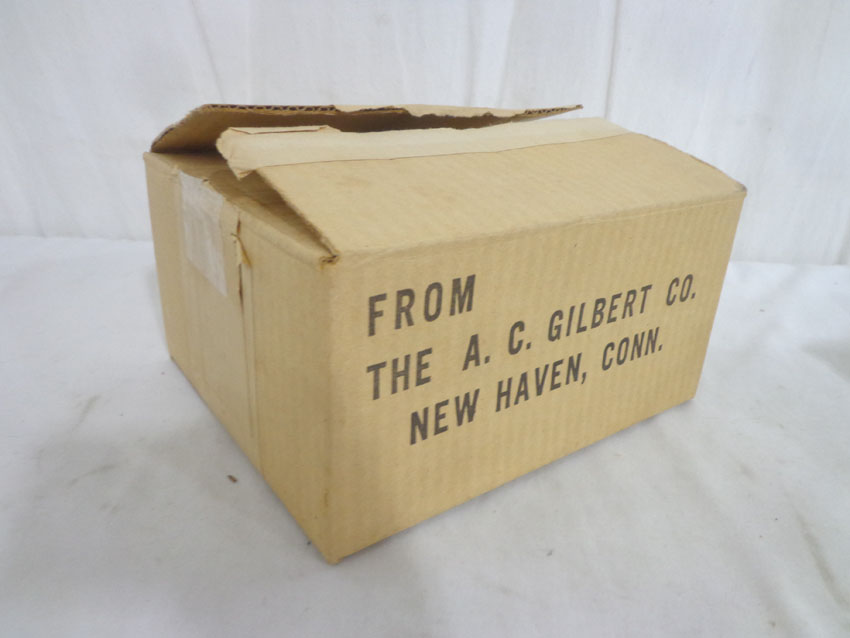 FROM
THE A. C. GILBERT CO.
NEW HAVEN, CONN.